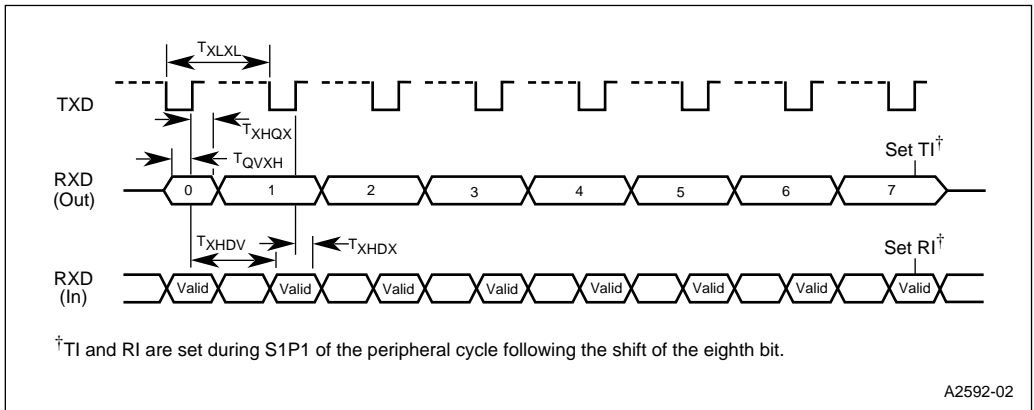 TXLXL
TXD
TXHQX
TQVXH
Set TI†
RXD
(Out)
0 1 2 3 4 5 6 7
TXHDV
TXHDX
Set RI†
RXD
(In)
Valid Valid Valid Valid Valid Valid Valid Valid
†TI and RI are set during S1P1 of the peripheral cycle following the shift of the eighth bit.
A2592-02